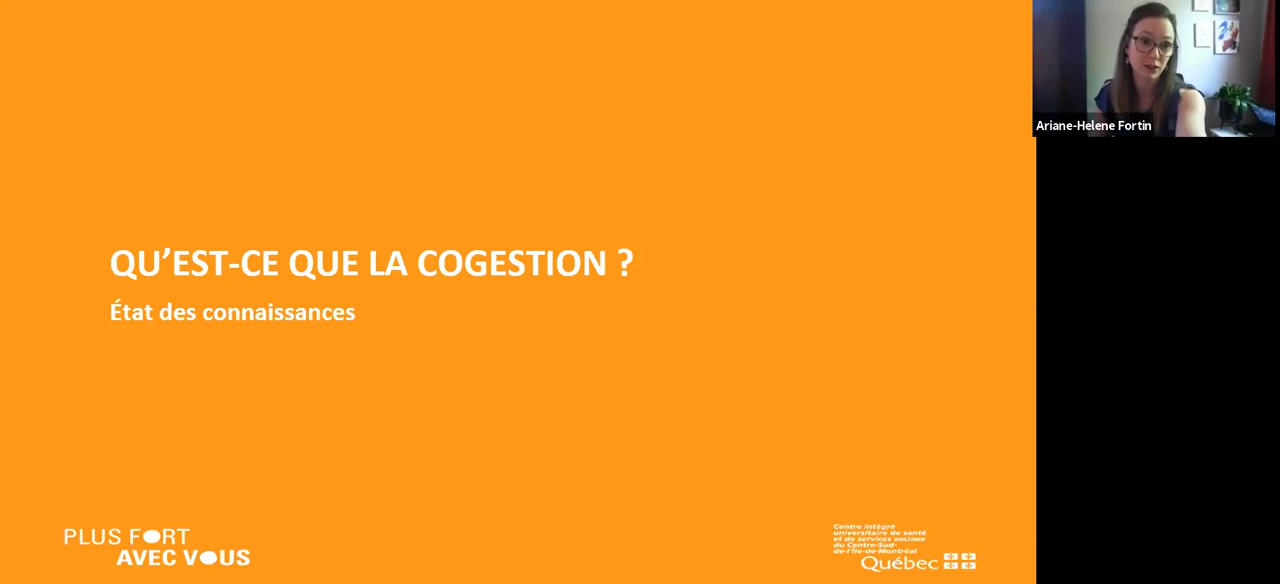 Ariane-Helene Fortin
QU’EST-CE QUE LA COGESTION ?
État des connaissances
PLUS FORT
AVEC VOUS
Centre intégré
universitaire de santé
et de services sociaux
du Centre-Sud-
de-l'Île-de-Montréal
Québec